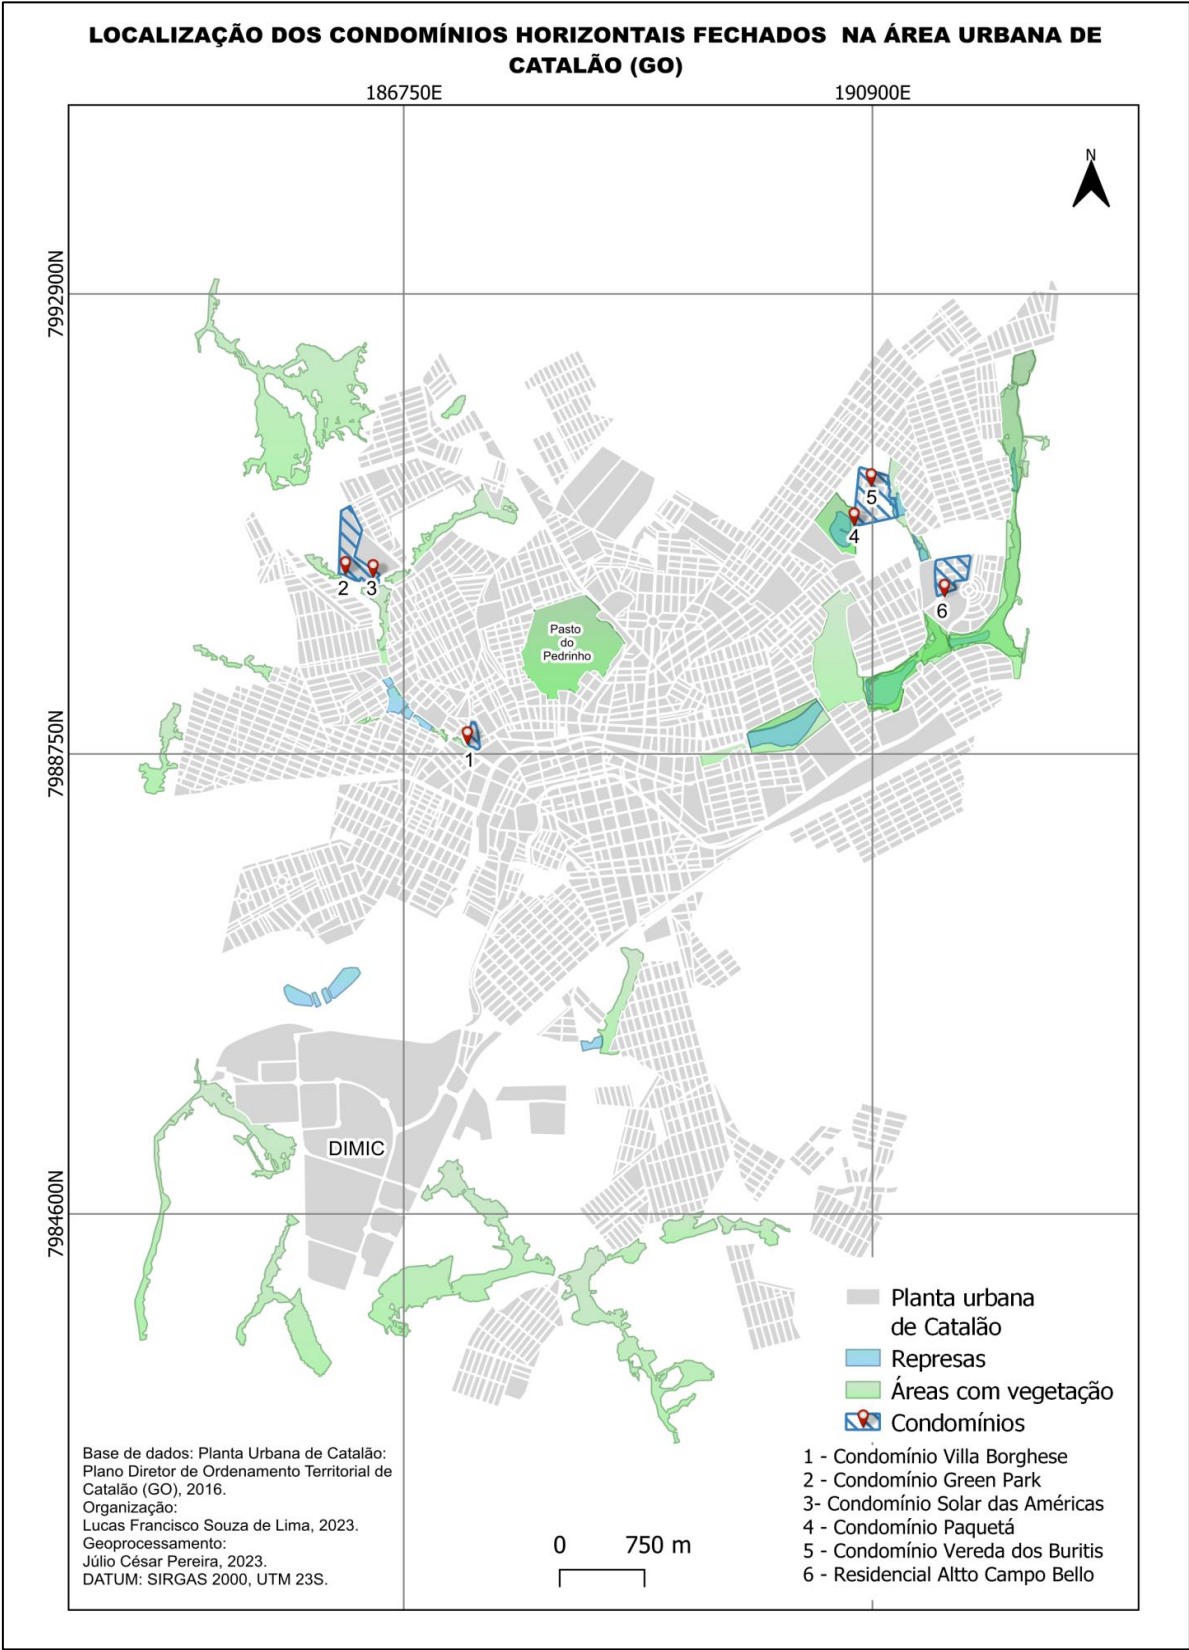 LOCALIZAÇÃO DOS CONDOMÍNIOS HORIZONTAIS FECHADOS  NA ÁREA URBANA DE
CATALÃO (GO)
186750E
190900E
N
7992900N
5
4
2
3
6
Pasto
do
Pedrinho
7988750N
1
DIMIC
7984600N
Planta urbana
de Catalão
Represas
Áreas com vegetação
Condomínios
1 - Condomínio Villa Borghese
2 - Condomínio Green Park
3- Condomínio Solar das Américas
4 - Condomínio Paquetá
5 - Condomínio Vereda dos Buritis
6 - Residencial Altto Campo Bello
Base de dados: Planta Urbana de Catalão:
Plano Diretor de Ordenamento Territorial de
Catalão (GO), 2016.
Organização:
Lucas Francisco Souza de Lima, 2023.
Geoprocessamento:
Júlio César Pereira, 2023.
DATUM: SIRGAS 2000, UTM 23S.
0 750 m